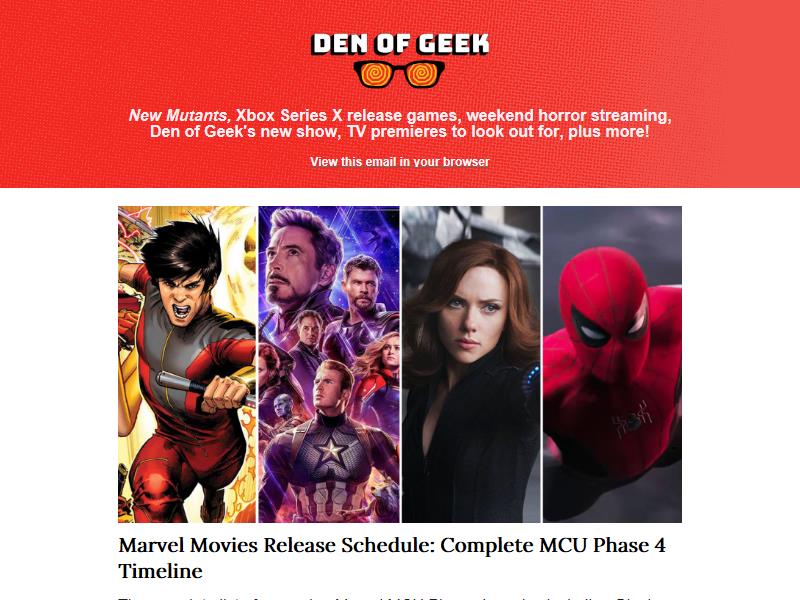 DEN OF GEEK
New Mutants, Xbox Series X release games, weekend horror streaming,
Den of Geek's new show, TV premieres to look out for, plus more!
View this email in your browser
Marvel Movies Release Schedule: Complete MCU Phase 4
Timeline